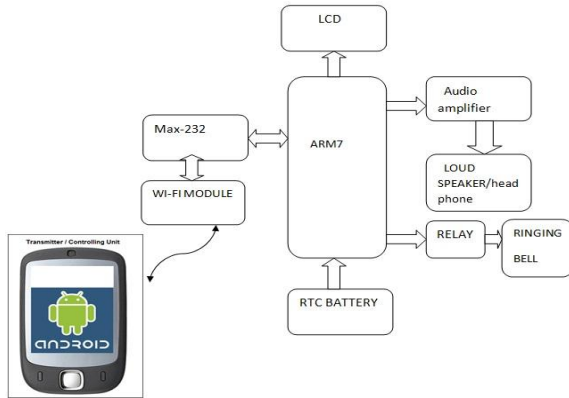 LCD
Audio
amplifier
Max-232
ARM7
LOUD
SPEAKER/head
phone
WI-FI MODULE
Transmitter / Controlling Unit
RELAY
RINGING
BELL
RTC BATTERY
ANDROID